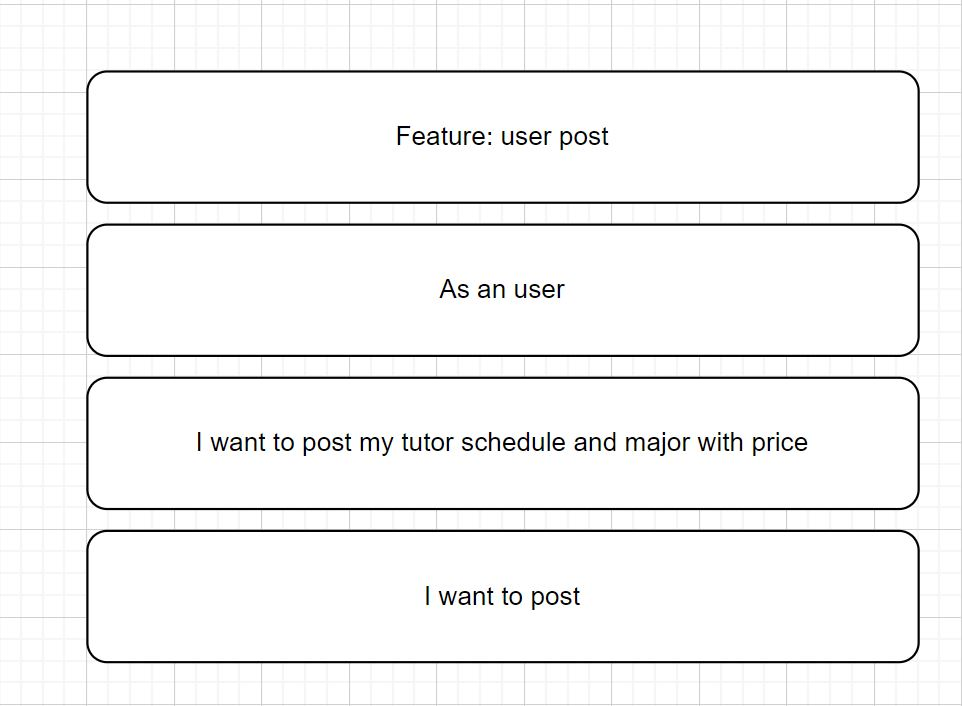 Feature: user post
As an user
I want to post my tutor schedule and major with price
I want to post